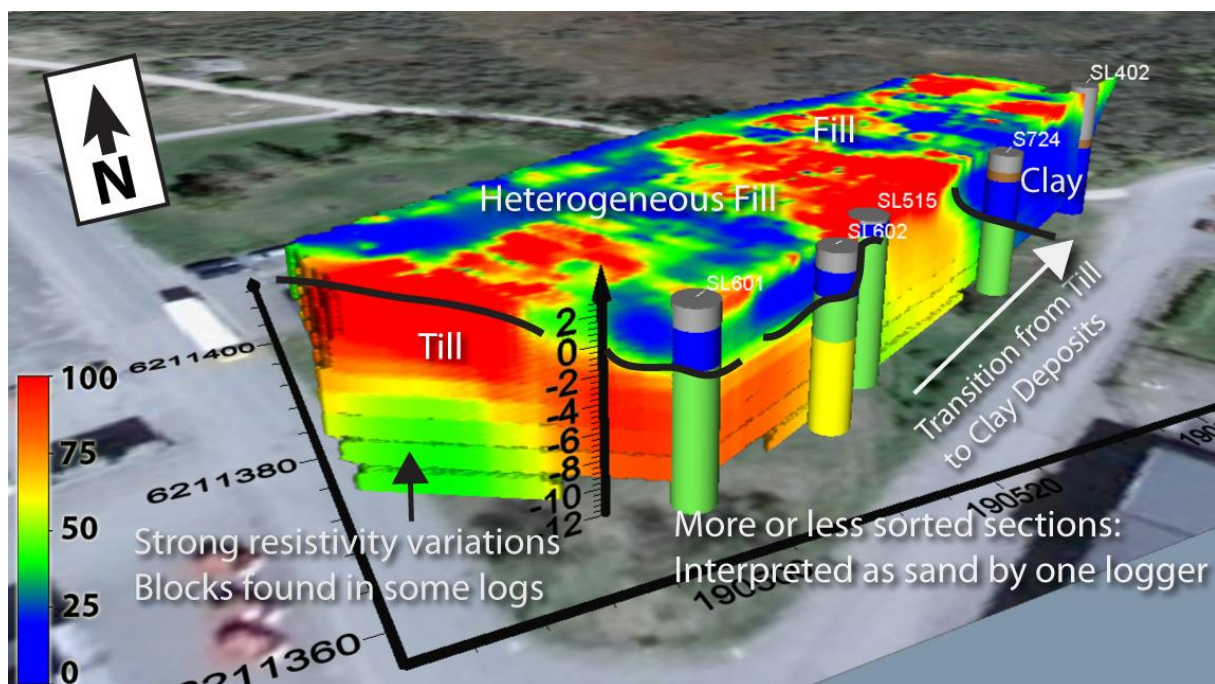 SL402
S724
Fill
Clay
Heterogeneous Fill
SL515
SL602
SL601
N
Till
2
0
-2
-4
-6
-8
-10
-12
6211400
6211380
6211360
190520
100
75
50
25
0
Transition from Till
to Clay Deposits
Strong resistivity variations
Blocks found in some logs
More or less sorted sections:
Interpreted as sand by one logger